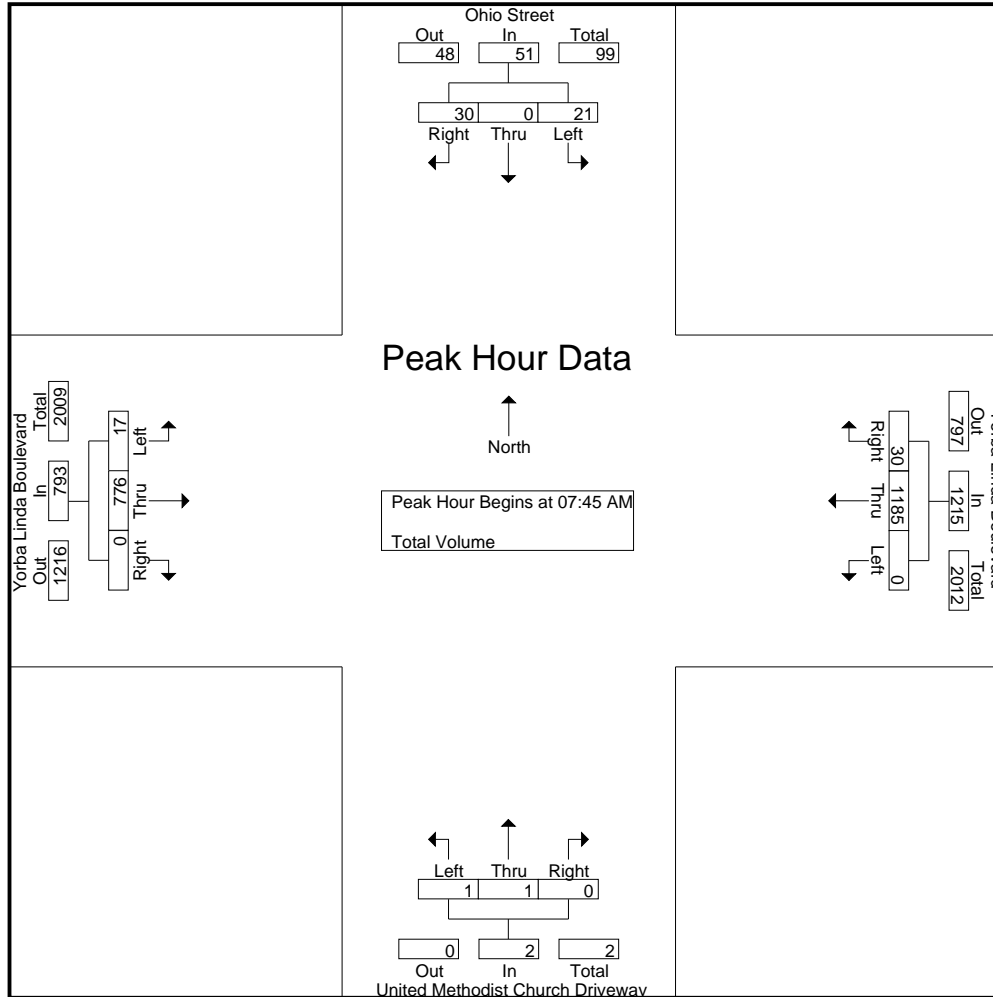 Ohio Street
Out In Total
48 51 99
30 0 21
Right Thru Left
Peak Hour Data
North
Peak Hour Begins at 07:45 AM
Total Volume
Yorba Linda Boulevard
Out In Total
1216 793 2009
Left Thru Right
17 776 0
Out In Total
797 1215 2012
Right Thru Left
30 1185 0
Left Thru Right
1 1 0
0 2 2
Out In Total
United Methodist Church Driveway